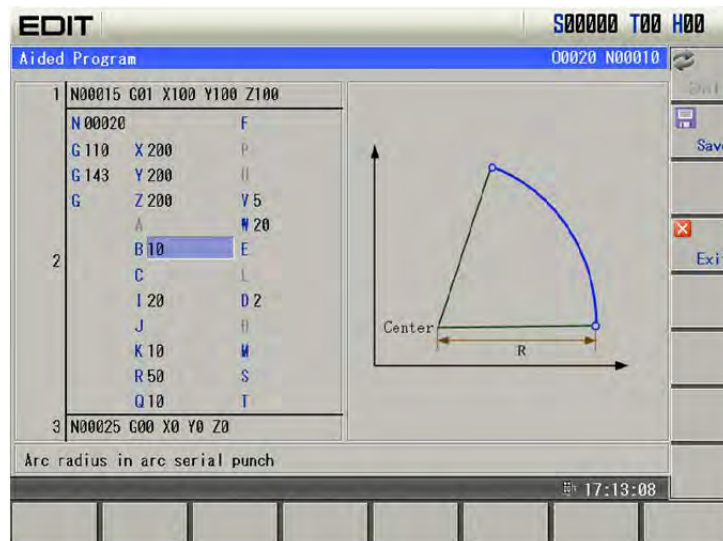 EDIT S00000 T00 H00
Aided Program O0020 N00010
1 N00015 G01 X100 Y100 Z100
N 00020 F
G 110 X 200 P
G 143 Y 200
G Z 200 V 5
A W 20
B 10 E
2
C L
I 20 D 2
J H
K 10 M
R 50 S
Q 10 T
3 N00025 G00 X0 Y0 Z0
Center
R
Save
Exi
Arc radius in arc serial punch
17:13:08